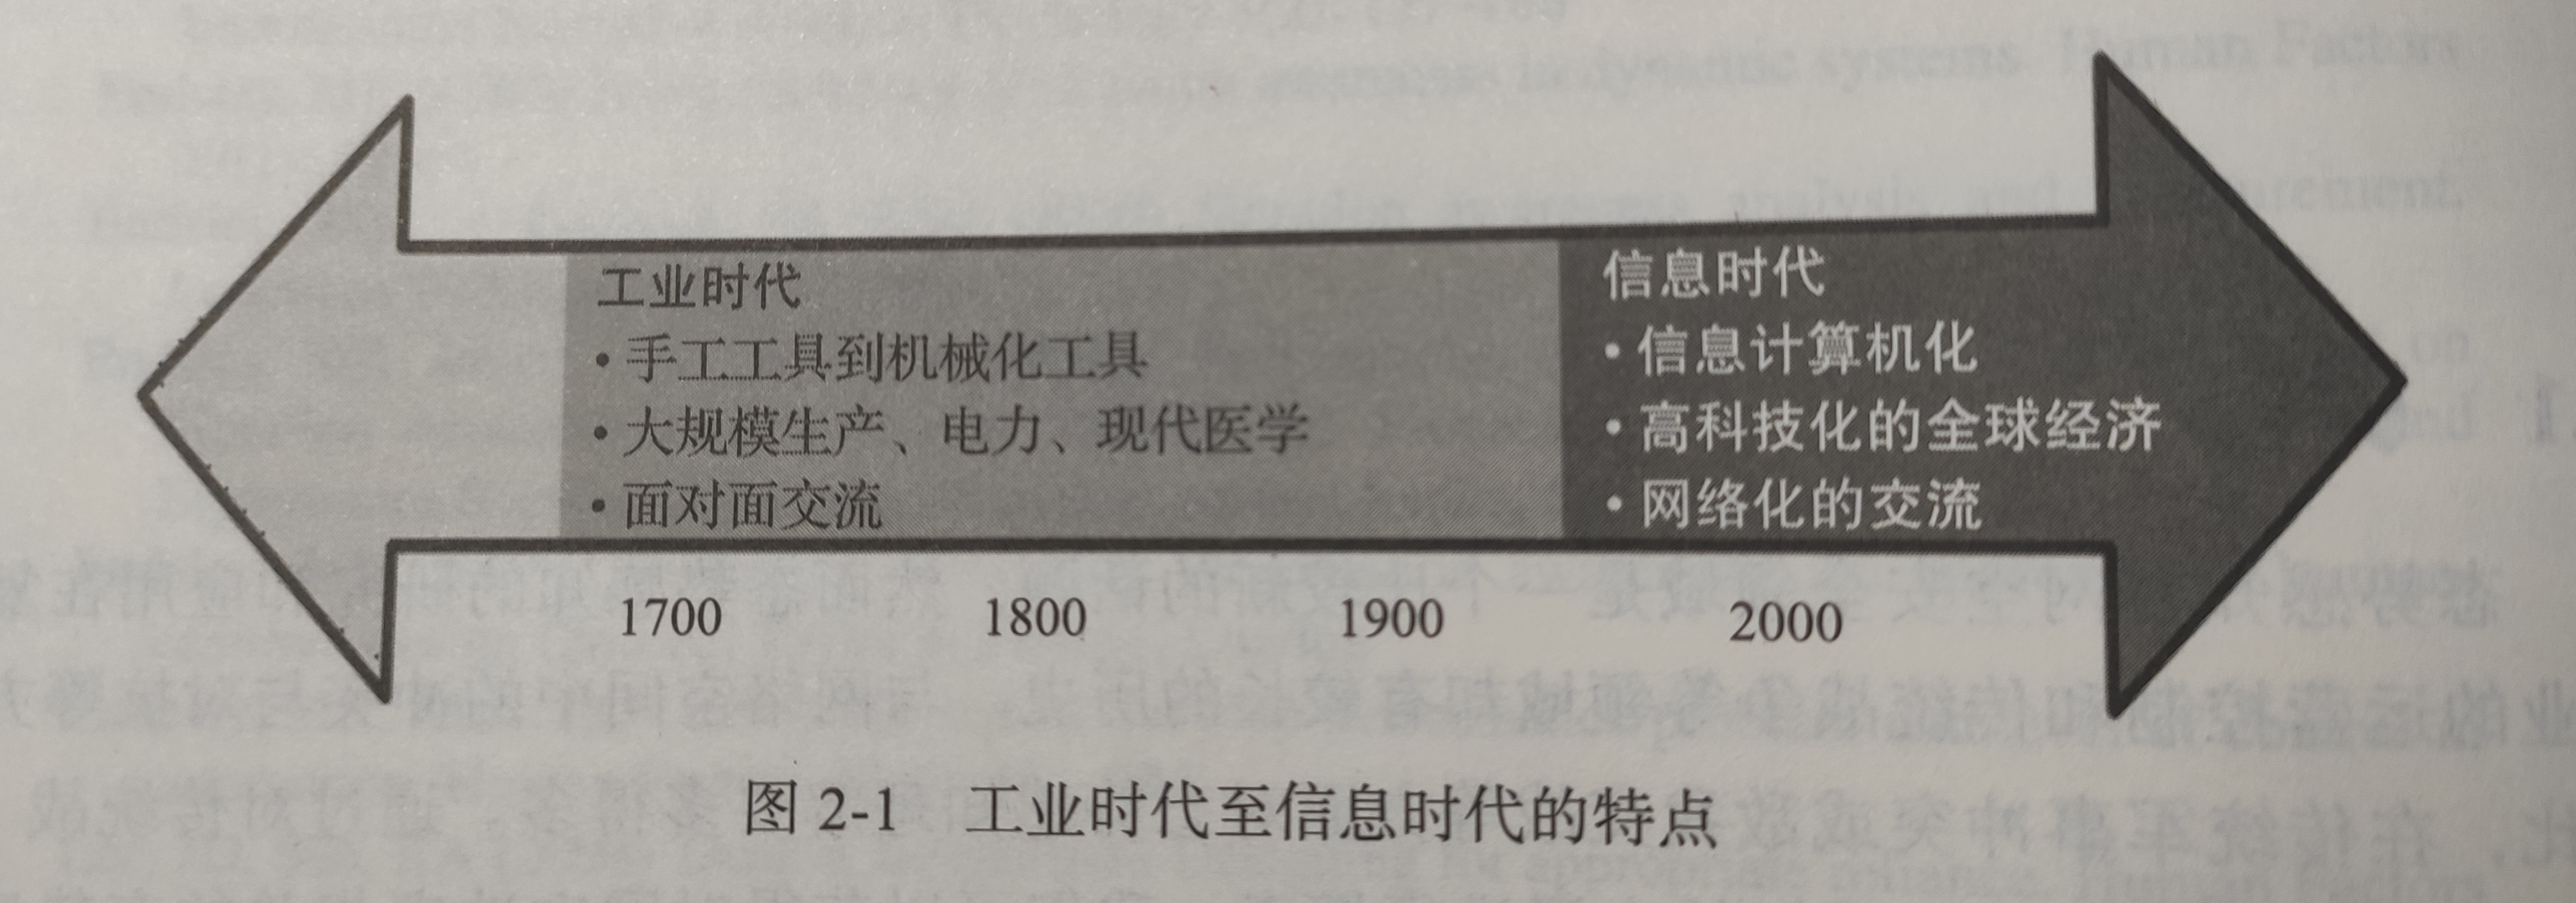 工业时代
• 手工工具到机械化工具
• 大规模生产、电力、现代医学
• 面对面交流
信息时代
• 信息计算机化
• 高科技化的全球经济
• 网络化的交流
1700 1800 1900 2000
图 2-1 工业时代至信息时代的特点